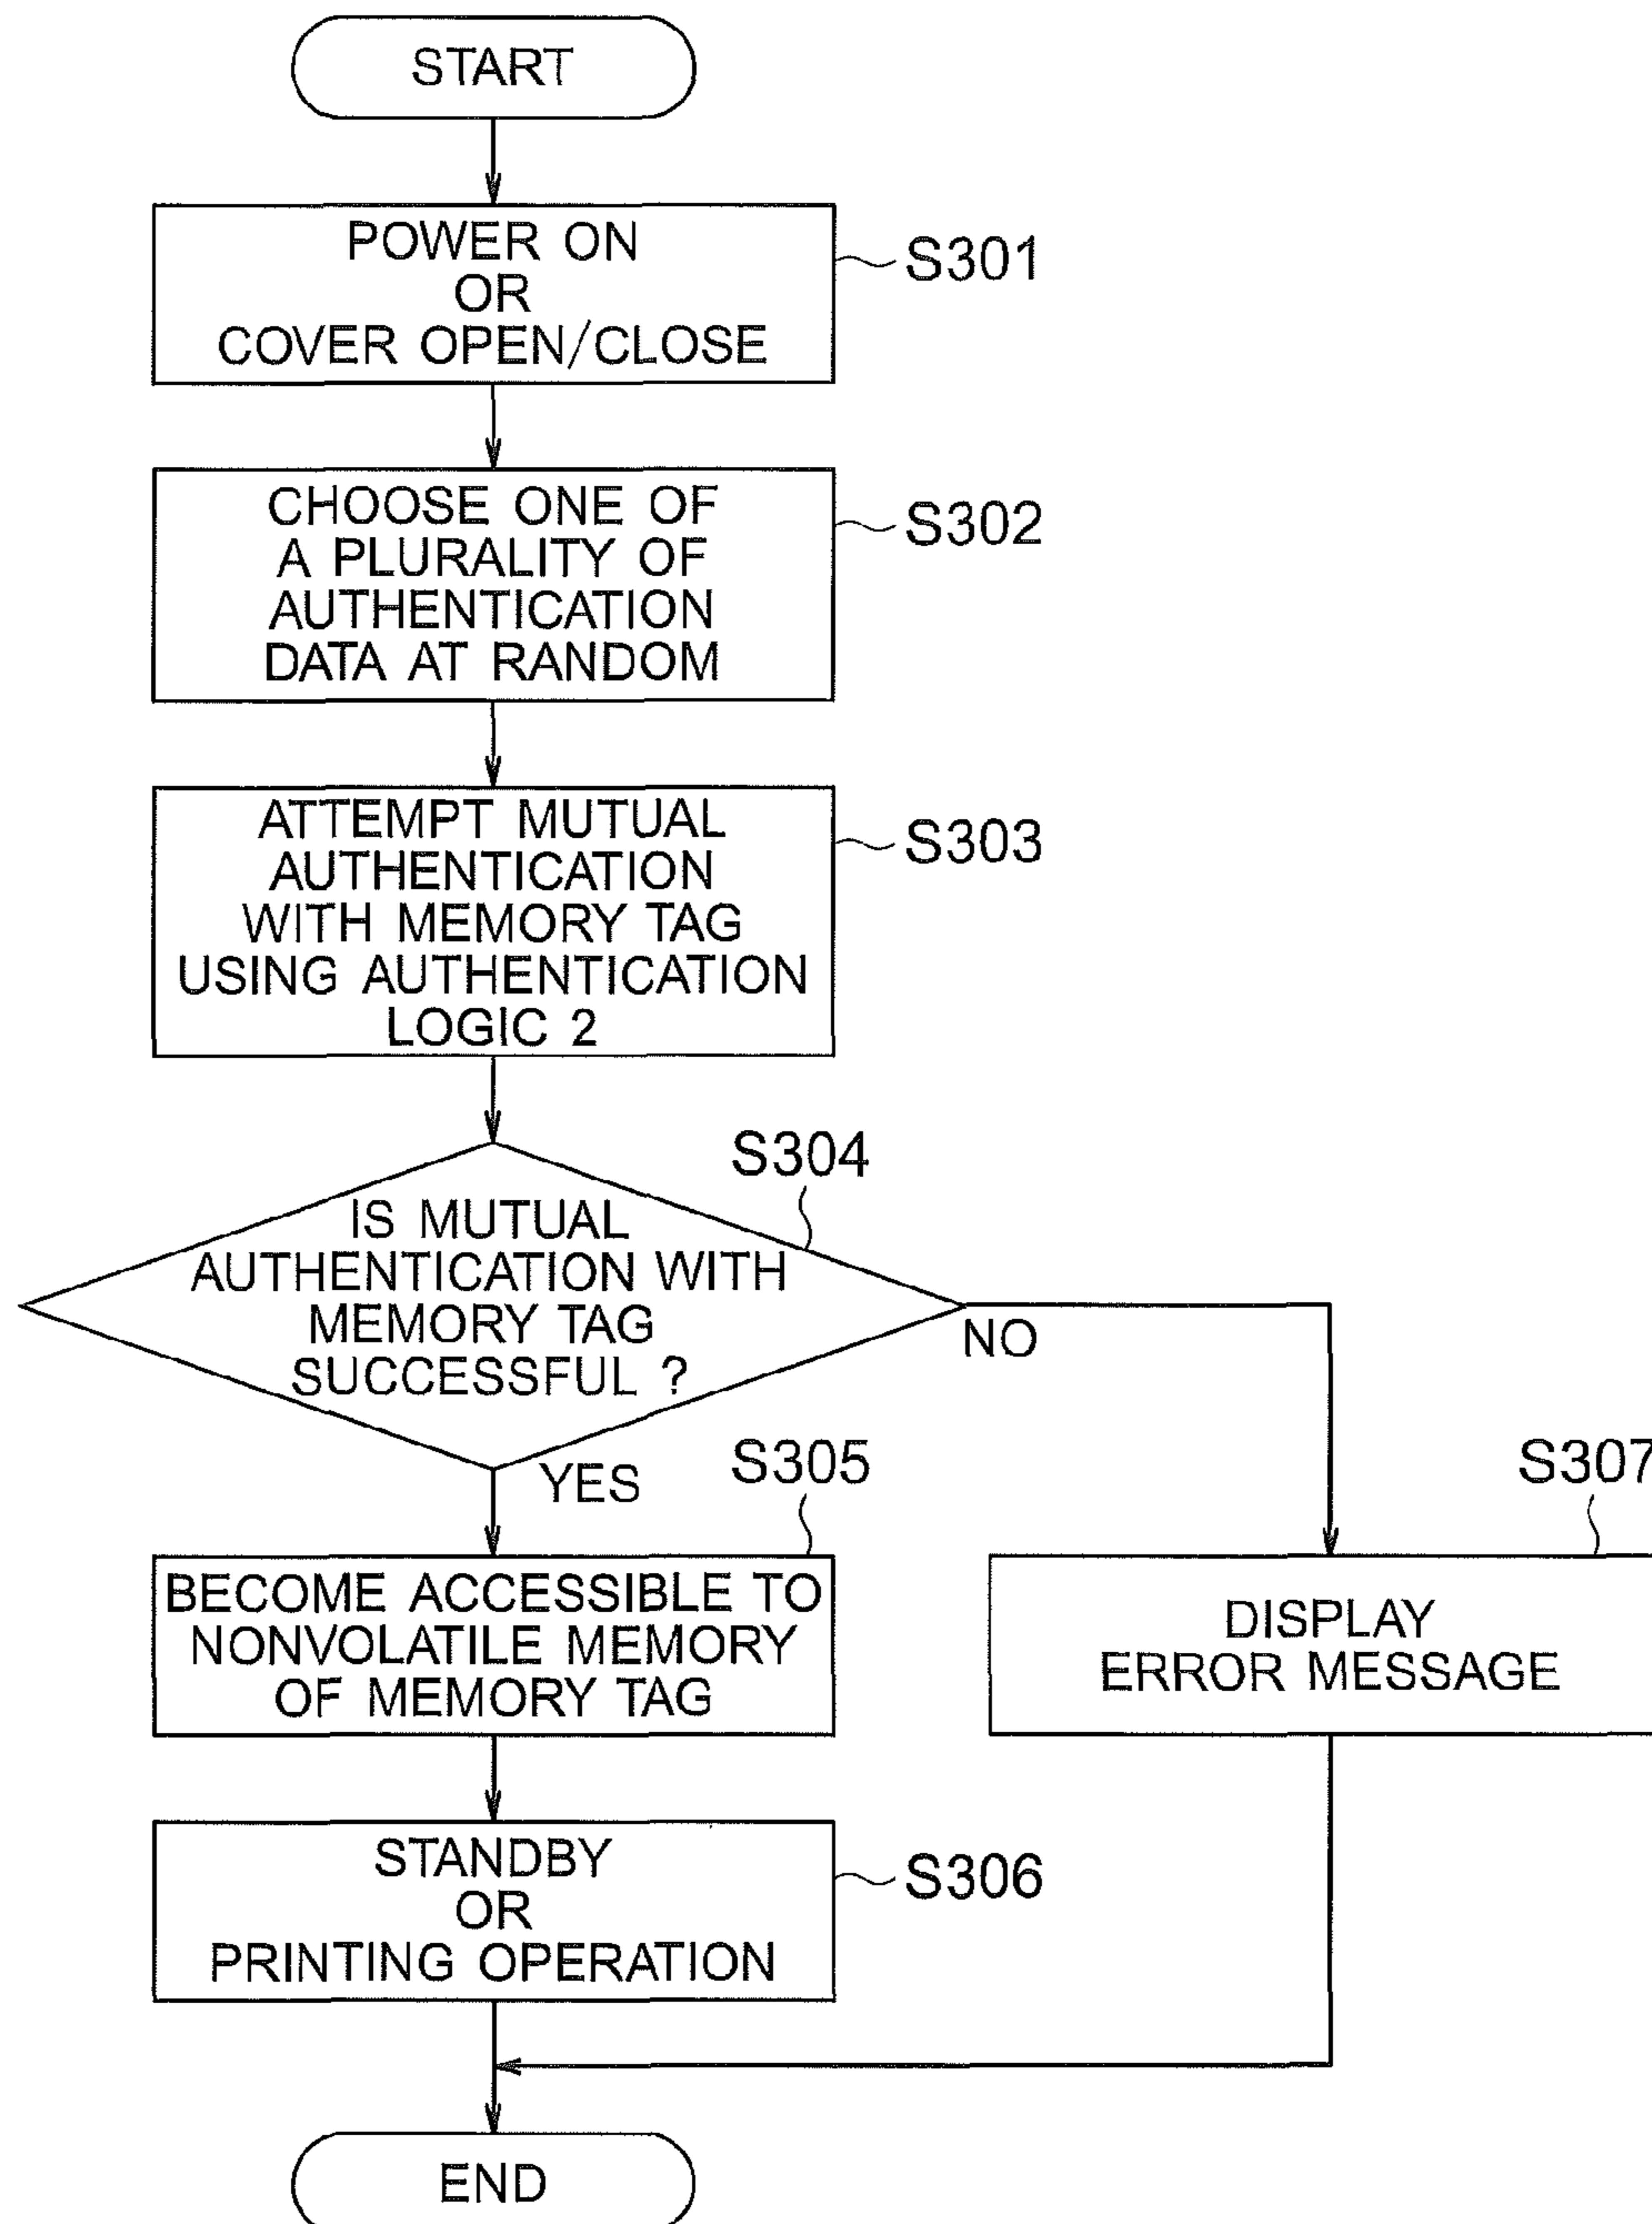 START
POWER ON
OR
COVER OPEN/CLOSE
S301
CHOOSE ONE OF
A PLURALITY OF
AUTHENTICATION
DATA AT RANDOM
S302
ATTEMPT MUTUAL
AUTHENTICATION
WITH MEMORY TAG
USING AUTHENTICATION
LOGIC 2
S303
S304
IS MUTUAL
AUTHENTICATION WITH
MEMORY TAG
SUCCESSFUL ?
NO
YES
S305
S307
BECOME ACCESSIBLE TO
NONVOLATILE MEMORY
OF MEMORY TAG
DISPLAY
ERROR MESSAGE
STANDBY
OR
PRINTING OPERATION
S306
END